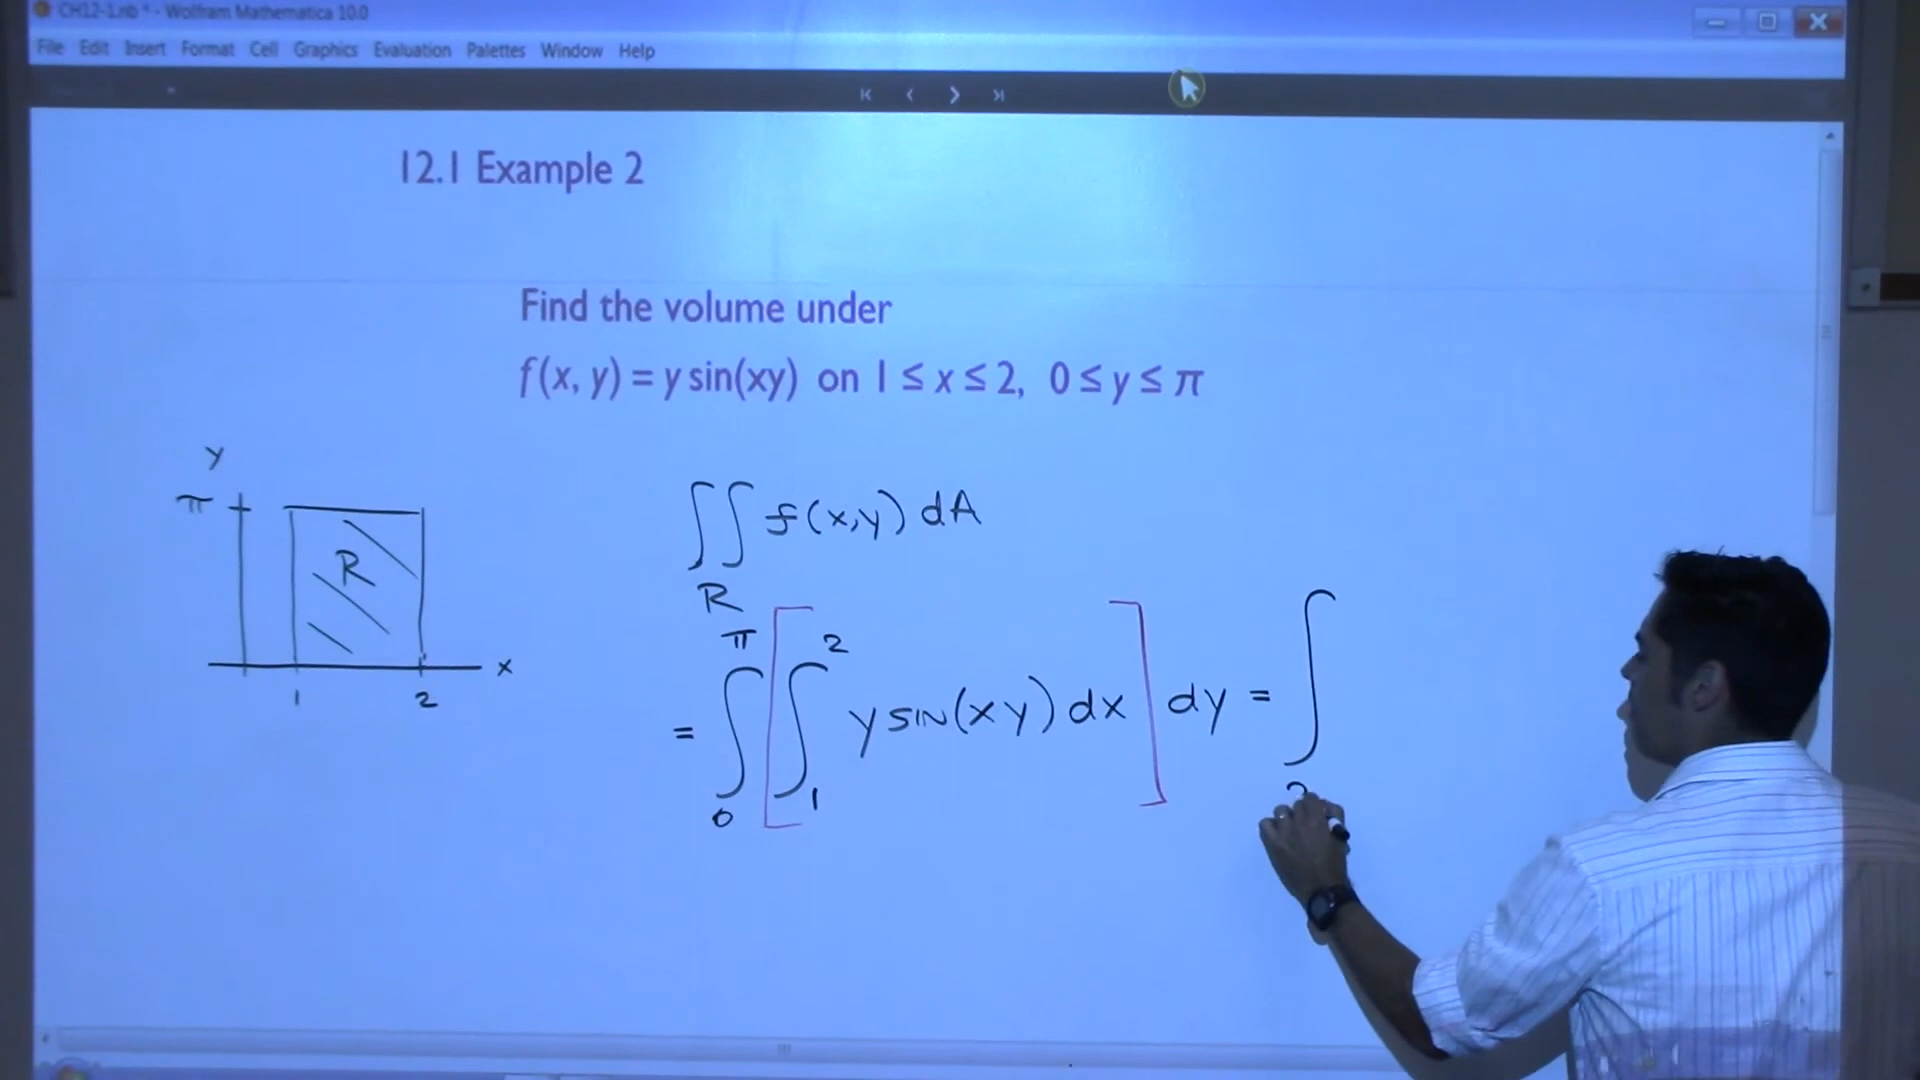 CH12-1.nb * - Wolfram Mathematica 10.0
File Edit Insert Format Cell Graphics Evaluation Palettes Window Help
12.1 Example 2
Find the volume under
f(x, y) = y sin(xy) on 1 ≤ x ≤ 2, 0 ≤ y ≤ π
y
π
R
x
1 2
∫∫ f(x,y) dA
R
= ∫₀^π [ ∫₁² y SIN(xy) dx ] dy = ∫